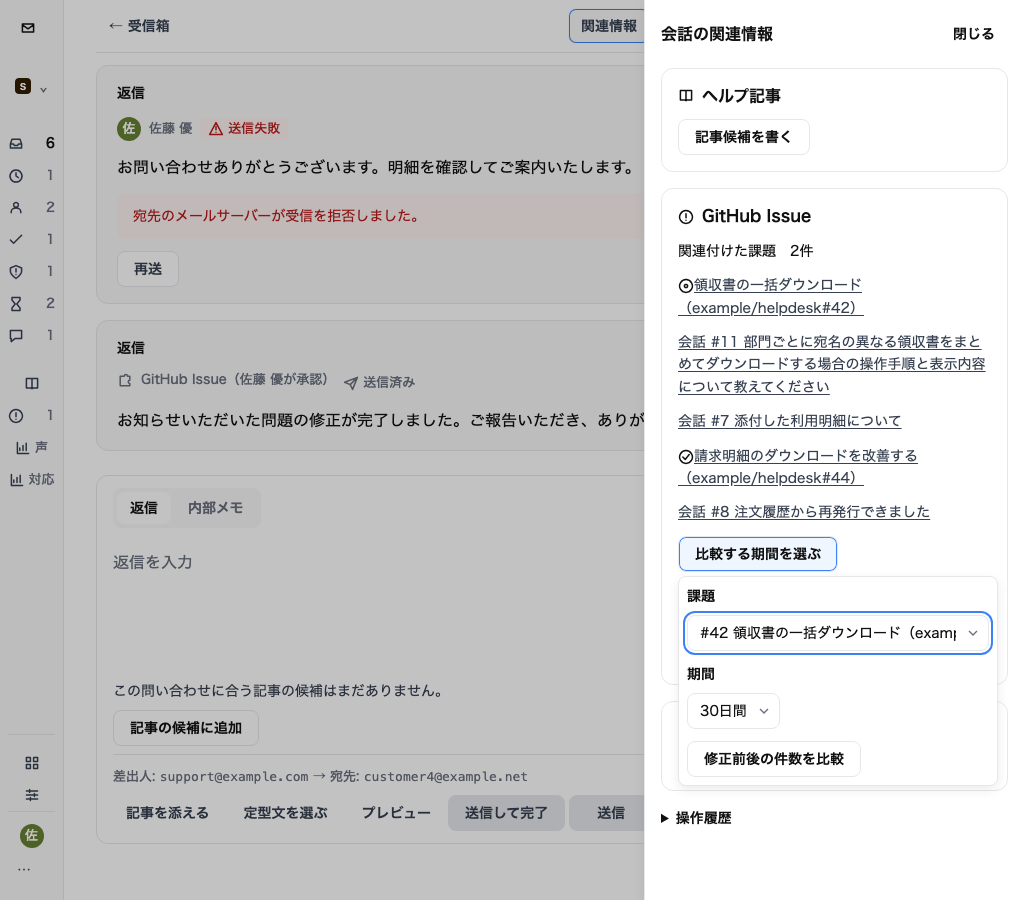 S
6
1
2
1
1
2
1
1
声
対応
佐
…
← 受信箱
関連情報
返信
佐 佐藤 優 送信失敗
お問い合わせありがとうございます。明細を確認してご案内いたします。
宛先のメールサーバーが受信を拒否しました。
再送
返信
GitHub Issue（佐藤 優が承認） 送信済み
お知らせいただいた問題の修正が完了しました。ご報告いただき、ありが
返信 内部メモ
返信を入力
この問い合わせに合う記事の候補はまだありません。
記事の候補に追加
差出人: support@example.com → 宛先: customer4@example.net
記事を添える 定型文を選ぶ プレビュー 送信して完了 送信
会話の関連情報 閉じる
ヘルプ記事
記事候補を書く
GitHub Issue
関連付けた課題 2件
領収書の一括ダウンロード
（example/helpdesk#42）
会話 #11 部門ごとに宛名の異なる領収書をまと
めてダウンロードする場合の操作手順と表示内容
について教えてください
会話 #7 添付した利用明細について
請求明細のダウンロードを改善する
（example/helpdesk#44）
会話 #8 注文履歴から再発行できました
比較する期間を選ぶ
課題
#42 領収書の一括ダウンロード（examp
期間
30日間
修正前後の件数を比較
▶ 操作履歴